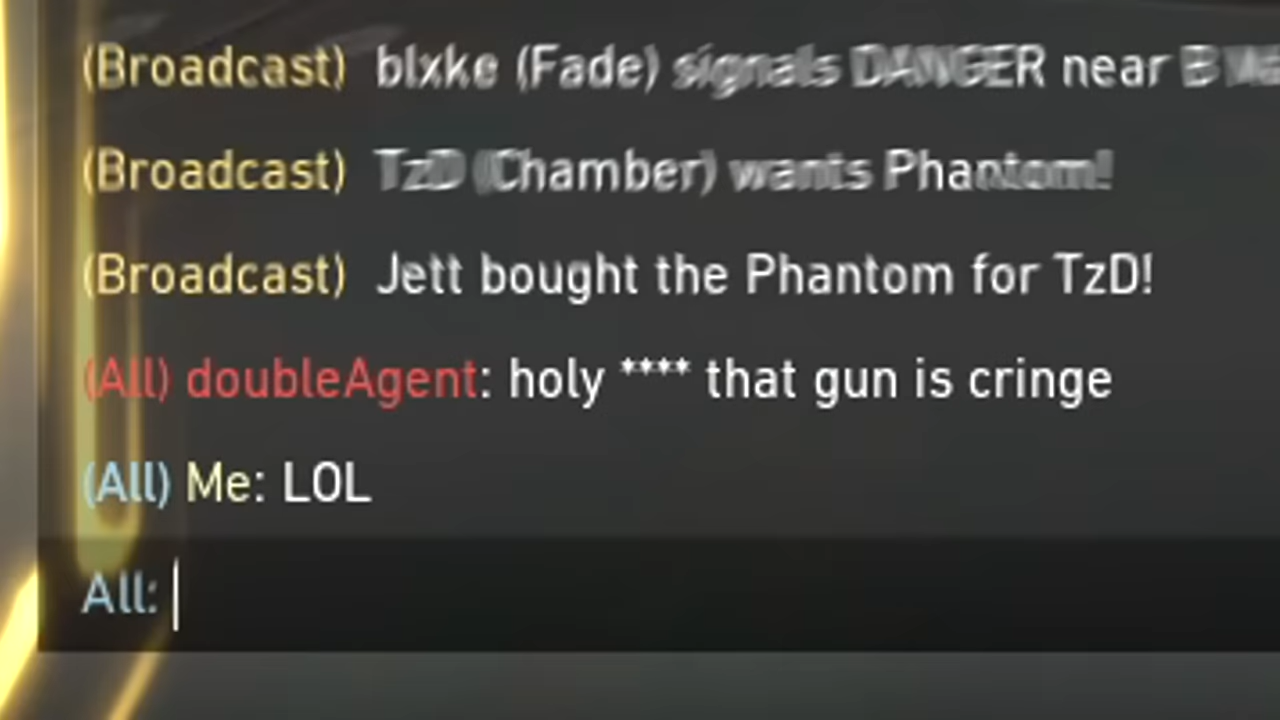 (Broadcast) blxke (Fade) signals DANGER near B
(Broadcast) TzD (Chamber) wants Phantom!
(Broadcast) Jett bought the Phantom for TzD!
(All) doubleAgent: holy **** that gun is cringe
(All) Me: LOL
All: